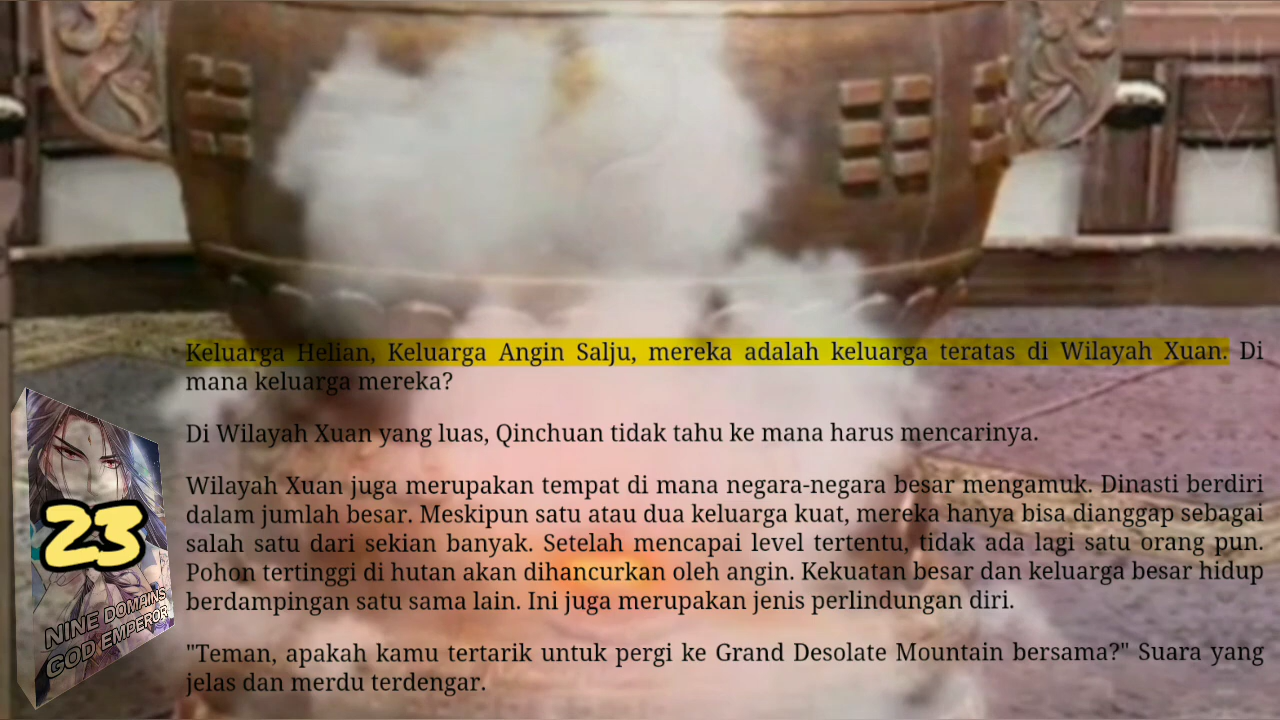 Keluarga Helian, Keluarga Angin Salju, mereka adalah keluarga teratas di Wilayah Xuan. Di
mana keluarga mereka?
Di Wilayah Xuan yang luas, Qinchuan tidak tahu ke mana harus mencarinya.
Wilayah Xuan juga merupakan tempat di mana negara-negara besar mengamuk. Dinasti berdiri
dalam jumlah besar. Meskipun satu atau dua keluarga kuat, mereka hanya bisa dianggap sebagai
salah satu dari sekian banyak. Setelah mencapai level tertentu, tidak ada lagi satu orang pun.
Pohon tertinggi di hutan akan dihancurkan oleh angin. Kekuatan besar dan keluarga besar hidup
berdampingan satu sama lain. Ini juga merupakan jenis perlindungan diri.
"Teman, apakah kamu tertarik untuk pergi ke Grand Desolate Mountain bersama?" Suara yang
jelas dan merdu terdengar.
23
NINE DOMAINS
GOD EMPEROR